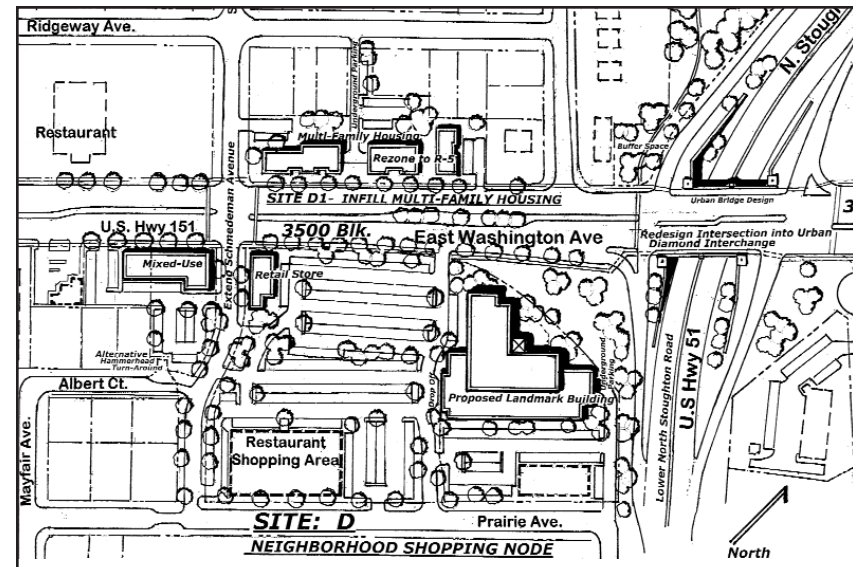 Ridgeway Ave.
N. Stoug
Underground Parking
Restaurant
Multi-Family Housing
Rezone to R-5
Buffer Space
SITE D1- INFILL MULTI-FAMILY HOUSING
Urban Bridge Design
3
U.S. Hwy 151
Extend Schmedeman Avenue
3500 Blk.
East Washington Ave
Redesign Intersection into Urban
Diamond Interchange
Mixed-Use
Retail Store
Alternative
Hammerhead
Turn-Around
Albert Ct.
Drop Off
Underground
Parking
Proposed Landmark Building
Lower North Stoughton Road
U.S Hwy 51
Mayfair Ave.
Restaurant
Shopping Area
SITE: D
Prairie Ave.
NEIGHBORHOOD SHOPPING NODE
North